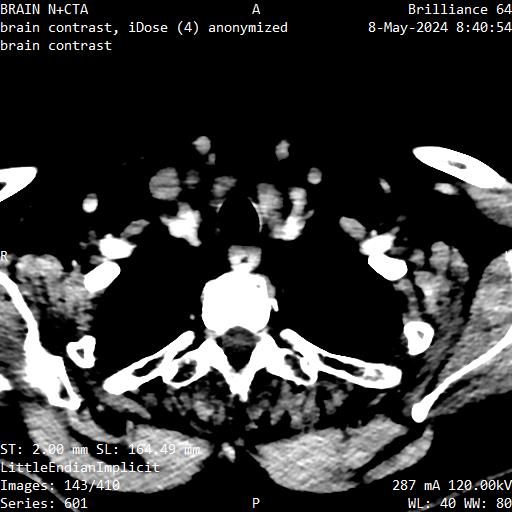 BRAIN N+CTA
A
Brilliance 64
brain contrast, iDose (4) anonymized
8-May-2024 8:40:54
brain contrast
R
ST: 2.00 mm SL: 164.49 mm
LittleEndianImplicit
Images: 143/410
287 mA 120.00kV
Series: 601
P
WL: 40 WW: 80